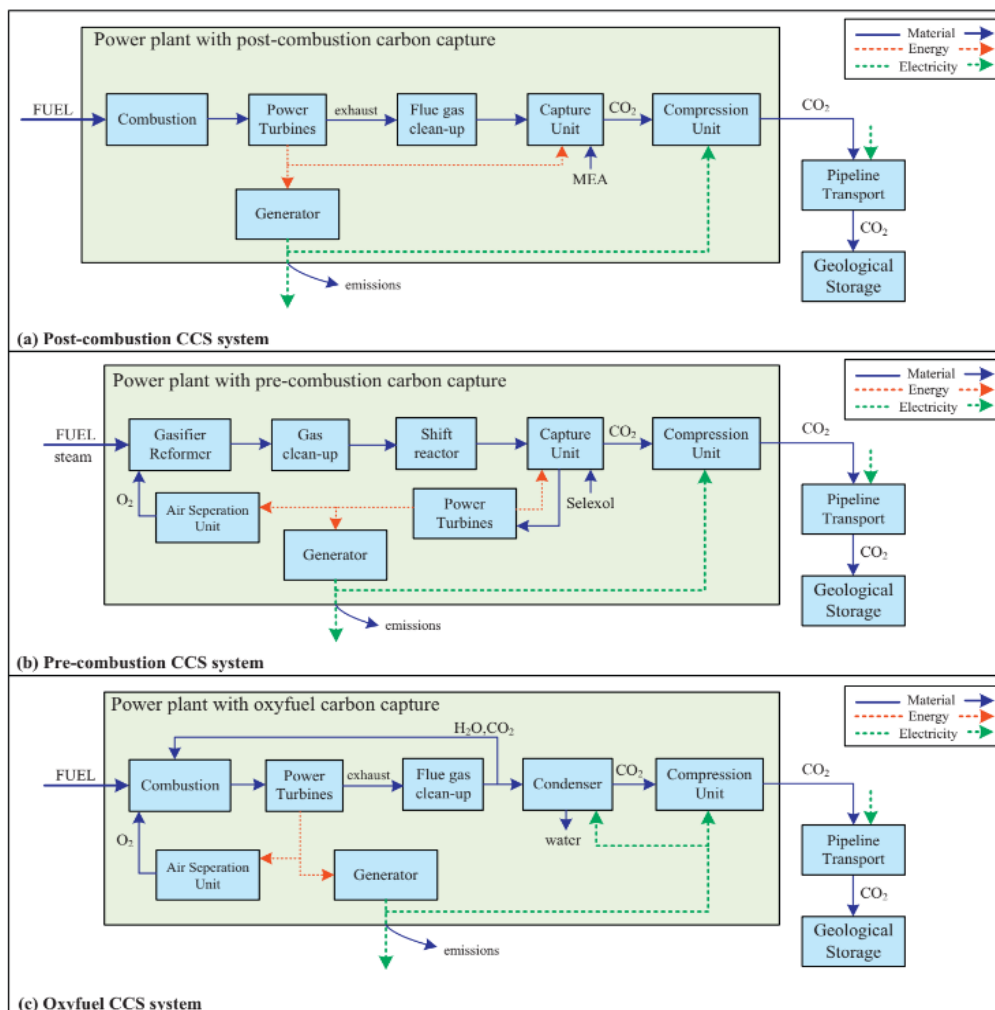 Power plant with post-combustion carbon capture
Material
Energy
Electricity
FUEL
Combustion
Power
Turbines
exhaust
Flue gas
clean-up
Capture
Unit
CO2
Compression
Unit
CO2
MEA
Generator
Pipeline
Transport
CO2
Geological
Storage
emissions
(a) Post-combustion CCS system
Power plant with pre-combustion carbon capture
Material
Energy
Electricity
FUEL
steam
Gasifier
Reformer
Gas
clean-up
Shift
reactor
Capture
Unit
CO2
Compression
Unit
CO2
O2
Air Seperation
Unit
Power
Turbines
Selexol
Generator
Pipeline
Transport
CO2
Geological
Storage
emissions
(b) Pre-combustion CCS system
Power plant with oxyfuel carbon capture
Material
Energy
Electricity
H2O,CO2
FUEL
Combustion
Power
Turbines
exhaust
Flue gas
clean-up
Condenser
CO2
Compression
Unit
CO2
water
O2
Air Seperation
Unit
Generator
Pipeline
Transport
CO2
Geological
Storage
emissions
(c) Oxyfuel CCS system